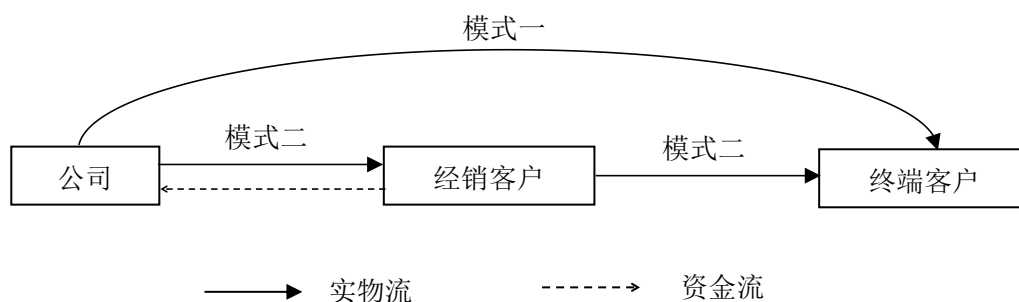 模式一
模式二
模式二
公司
经销客户
终端客户
实物流
资金流